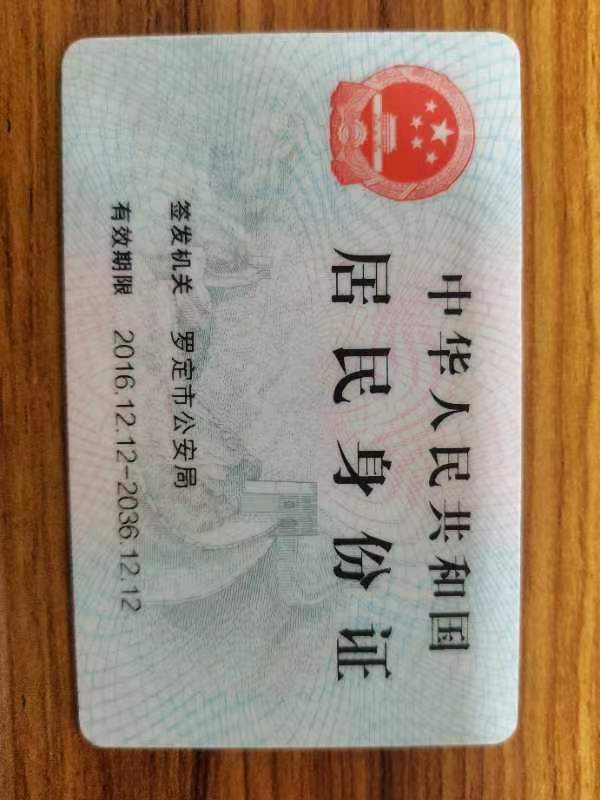 中华人民共和国
居民身份证
签发机关 罗定市公安局
有效期限 2016.12.12-2036.12.12